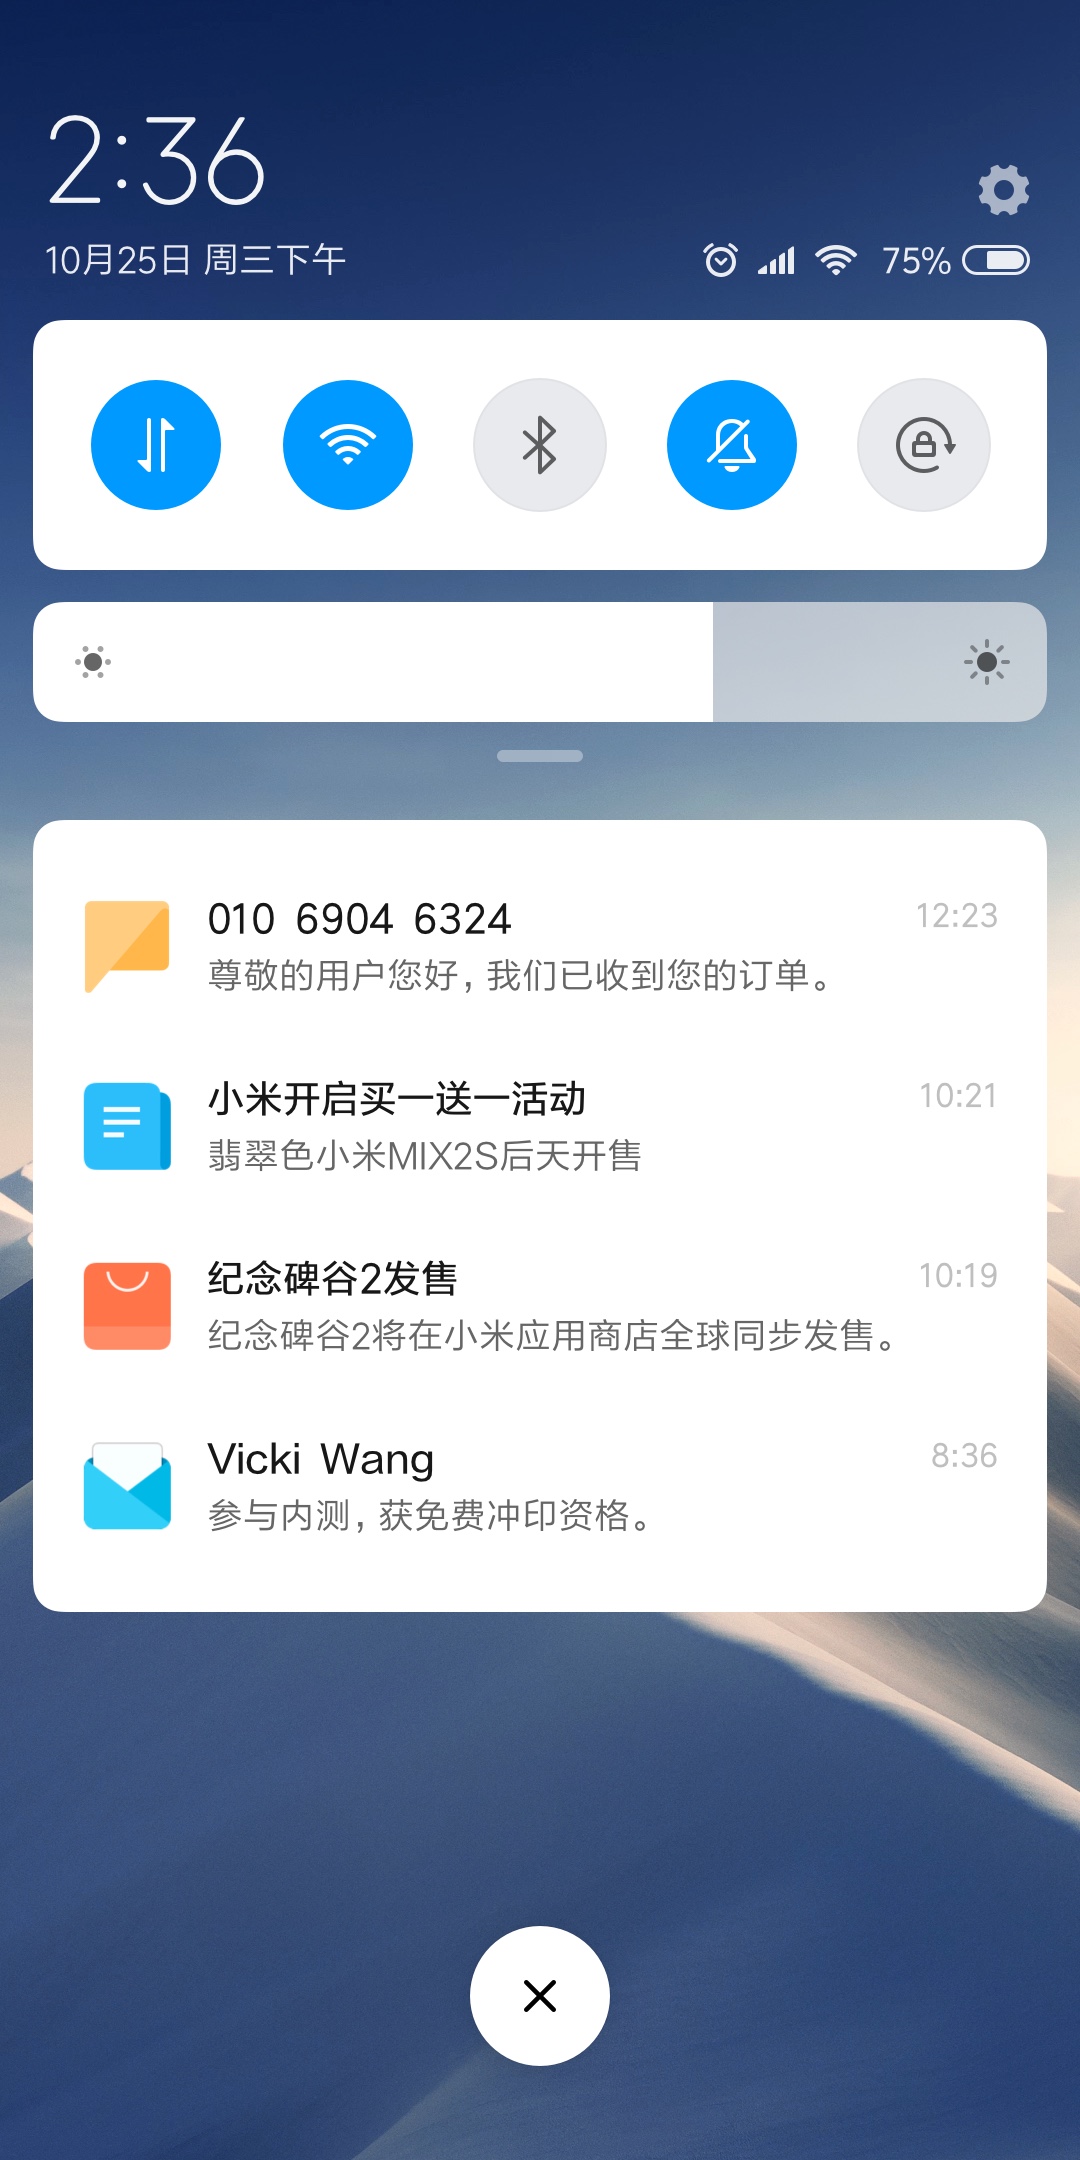 2:36
10月25日 周三下午
75%
010 6904 6324
12:23
尊敬的用户您好，我们已收到您的订单。
小米开启买一送一活动
10:21
翡翠色小米MIX2S后天开售
纪念碑谷2发售
10:19
纪念碑谷2将在小米应用商店全球同步发售。
Vicki Wang
8:36
参与内测，获免费冲印资格。